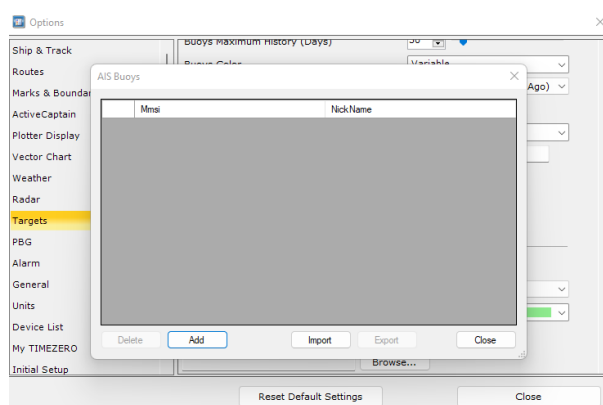 Options
Ship & Track
Routes
Marks & Boundar
ActiveCaptain
Plotter Display
Vector Chart
Weather
Radar
Targets
PBG
Alarm
General
Units
Device List
My TIMEZERO
Initial Setup
Buoys Maximum History (Days)
Variable
Ago)
AIS Buoys
Mmsi
NickName
Delete
Add
Import
Export
Close
Browse...
Reset Default Settings
Close